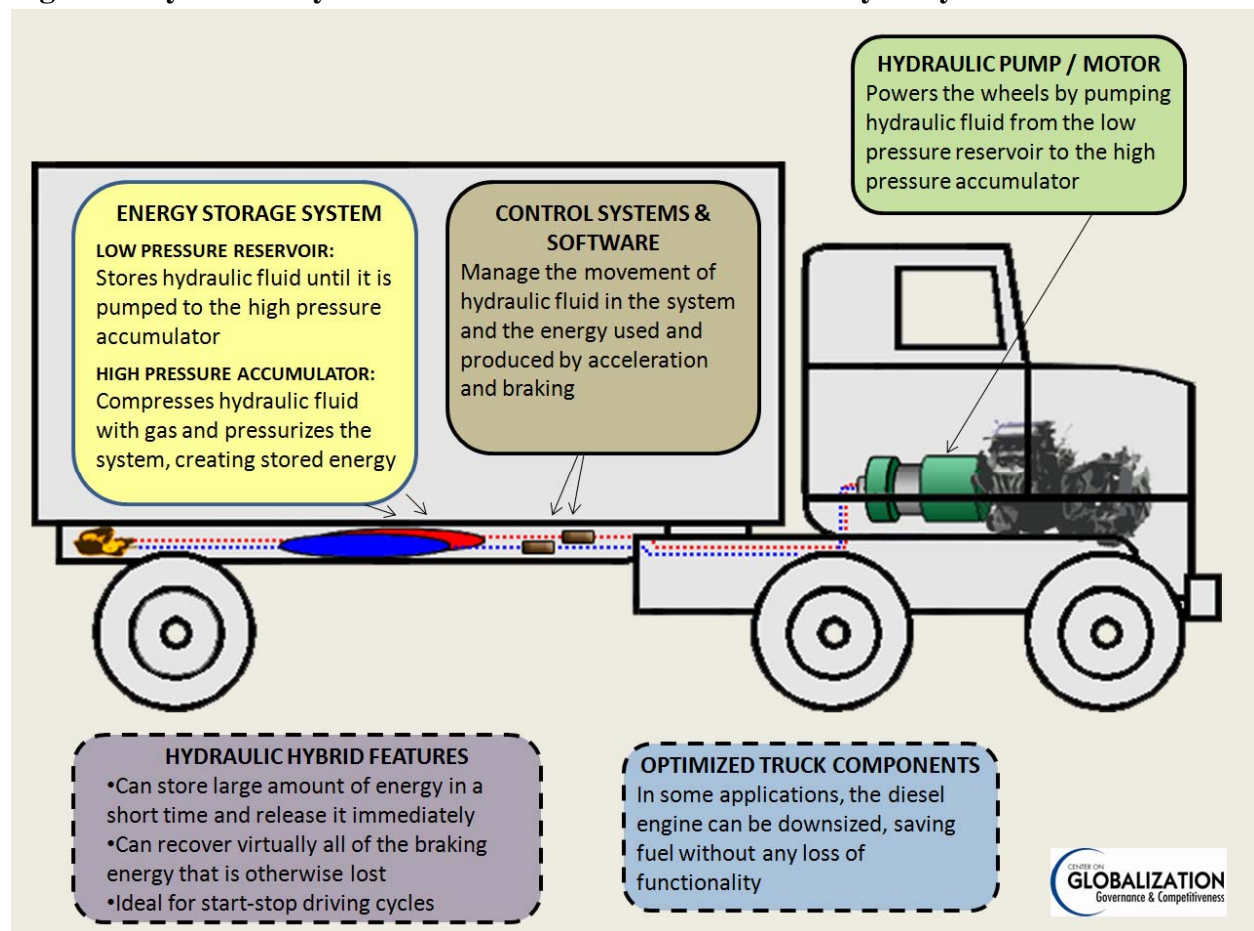 HYDRAULIC PUMP / MOTOR
Powers the wheels by pumping
hydraulic fluid from the low
pressure reservoir to the high
pressure accumulator
ENERGY STORAGE SYSTEM
LOW PRESSURE RESERVOIR:
Stores hydraulic fluid until it is
pumped to the high pressure
accumulator
HIGH PRESSURE ACCUMULATOR:
Compresses hydraulic fluid
with gas and pressurizes the
system, creating stored energy
CONTROL SYSTEMS &
SOFTWARE
Manage the movement of
hydraulic fluid in the system
and the energy used and
produced by acceleration
and braking
HYDRAULIC HYBRID FEATURES
•Can store large amount of energy in a
short time and release it immediately
•Can recover virtually all of the braking
energy that is otherwise lost
•Ideal for start-stop driving cycles
OPTIMIZED TRUCK COMPONENTS
In some applications, the diesel
engine can be downsized, saving
fuel without any loss of
functionality
CENTER ON
GLOBALIZATION
Governance & Competitiveness